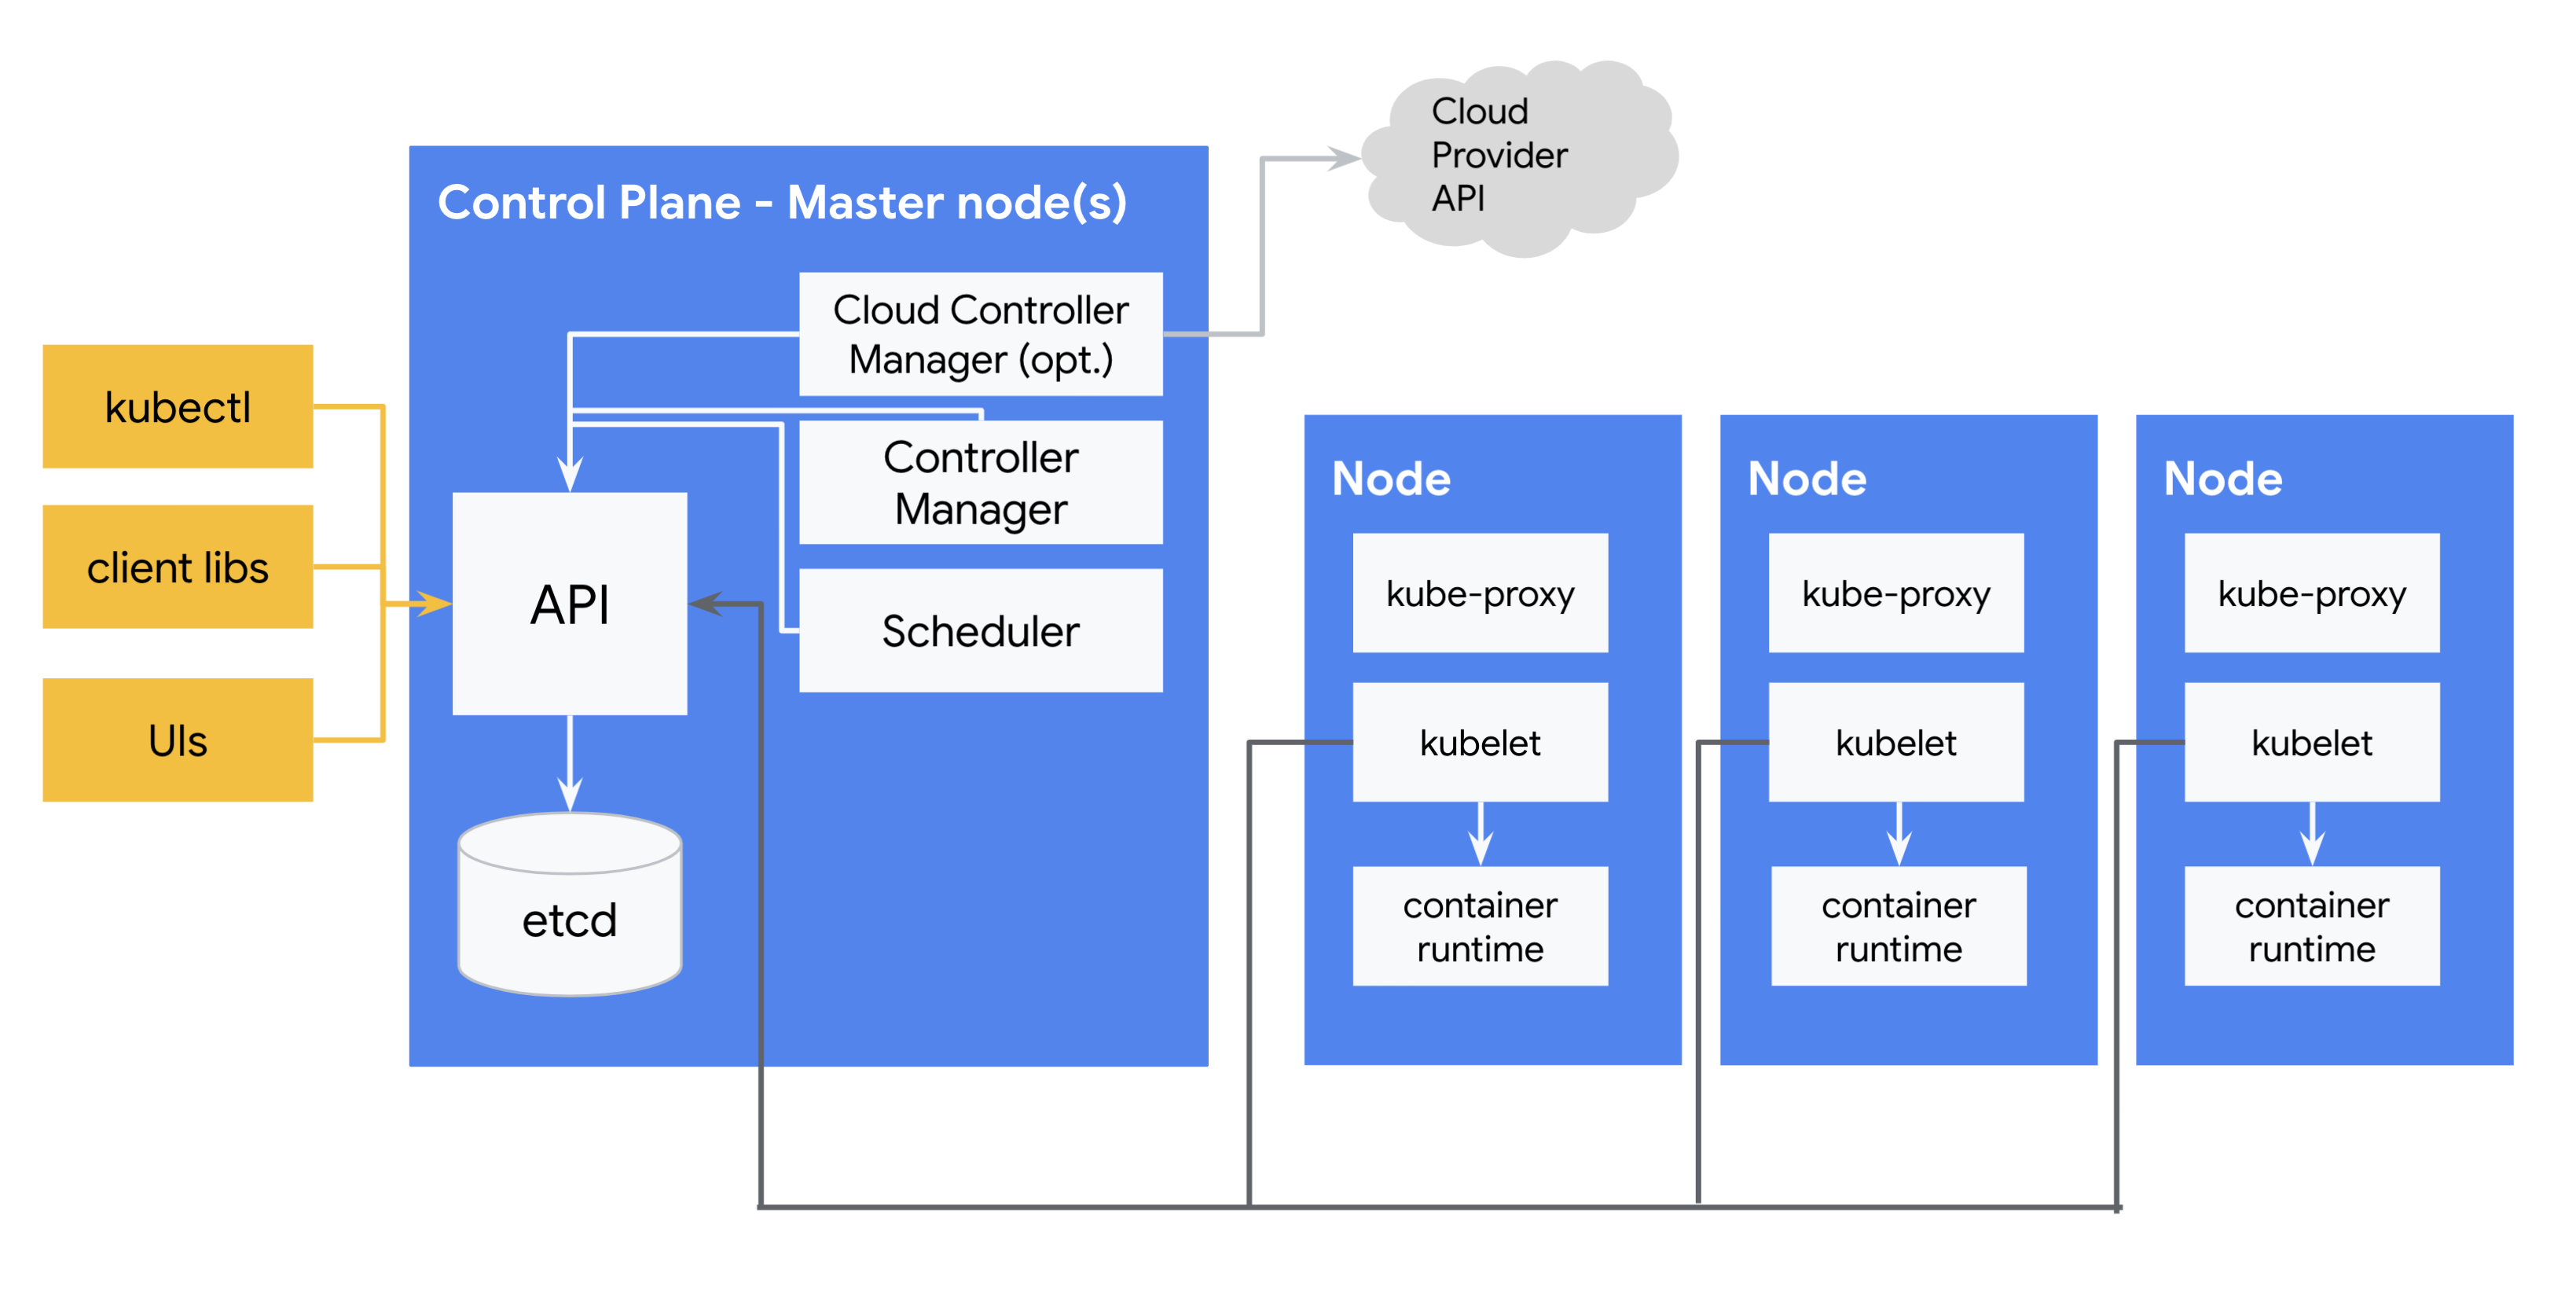 Cloud
Provider
API
Control Plane - Master node(s)
Cloud Controller
Manager (opt.)
kubectl
client libs
UIs
Controller
Manager
API
Scheduler
etcd
Node
kube-proxy
kubelet
container
runtime
Node
kube-proxy
kubelet
container
runtime
Node
kube-proxy
kubelet
container
runtime